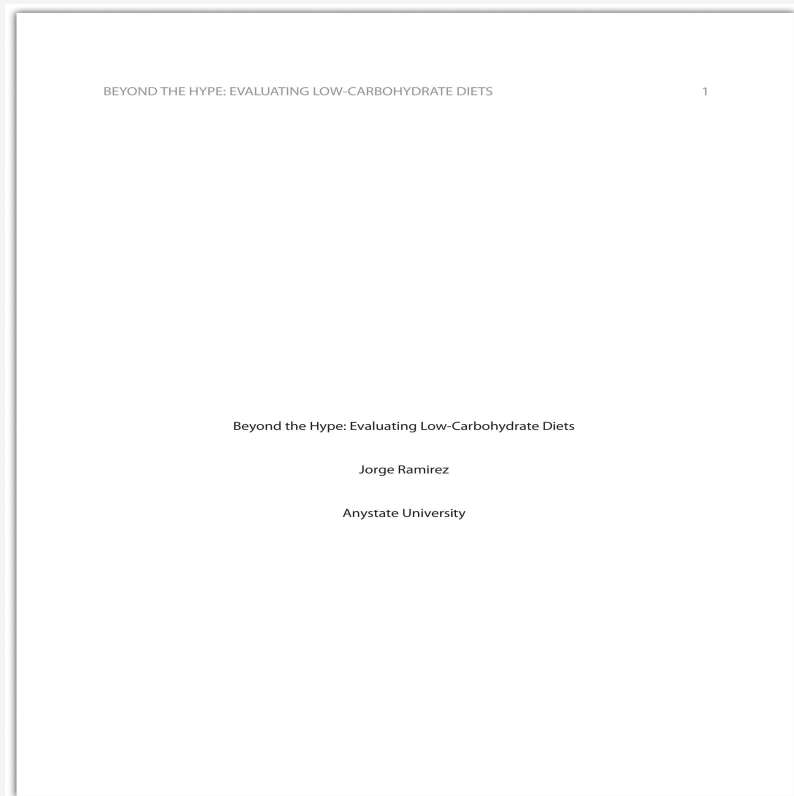 BEYOND THE HYPE: EVALUATING LOW-CARBOHYDRATE DIETS 1
Beyond the Hype: Evaluating Low-Carbohydrate Diets
Jorge Ramirez
Anystate University